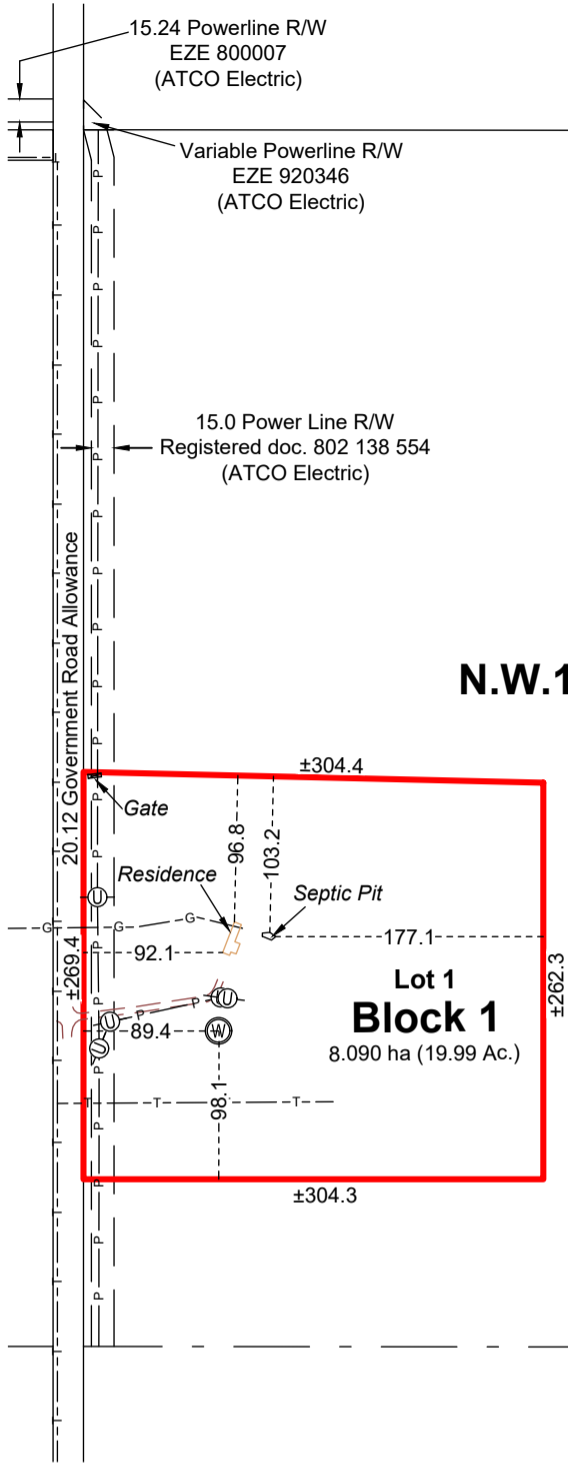 15.24 Powerline R/W
EZE 800007
(ATCO Electric)
Variable Powerline R/W
EZE 920346
(ATCO Electric)
15.0 Power Line R/W
Registered doc. 802 138 554
(ATCO Electric)
20.12 Government Road Allowance
N.W.1
±304.4
Gate
96.8
103.2
Residence
Septic Pit
U
G G G
92.1
177.1
±269.4
±262.3
Lot 1
Block 1
8.090 ha (19.99 Ac.)
U U
P P P
U
89.4
W
U
98.1
T T T
±304.3
P
P
P
P
P
P
P
P
P
P
P
P
P